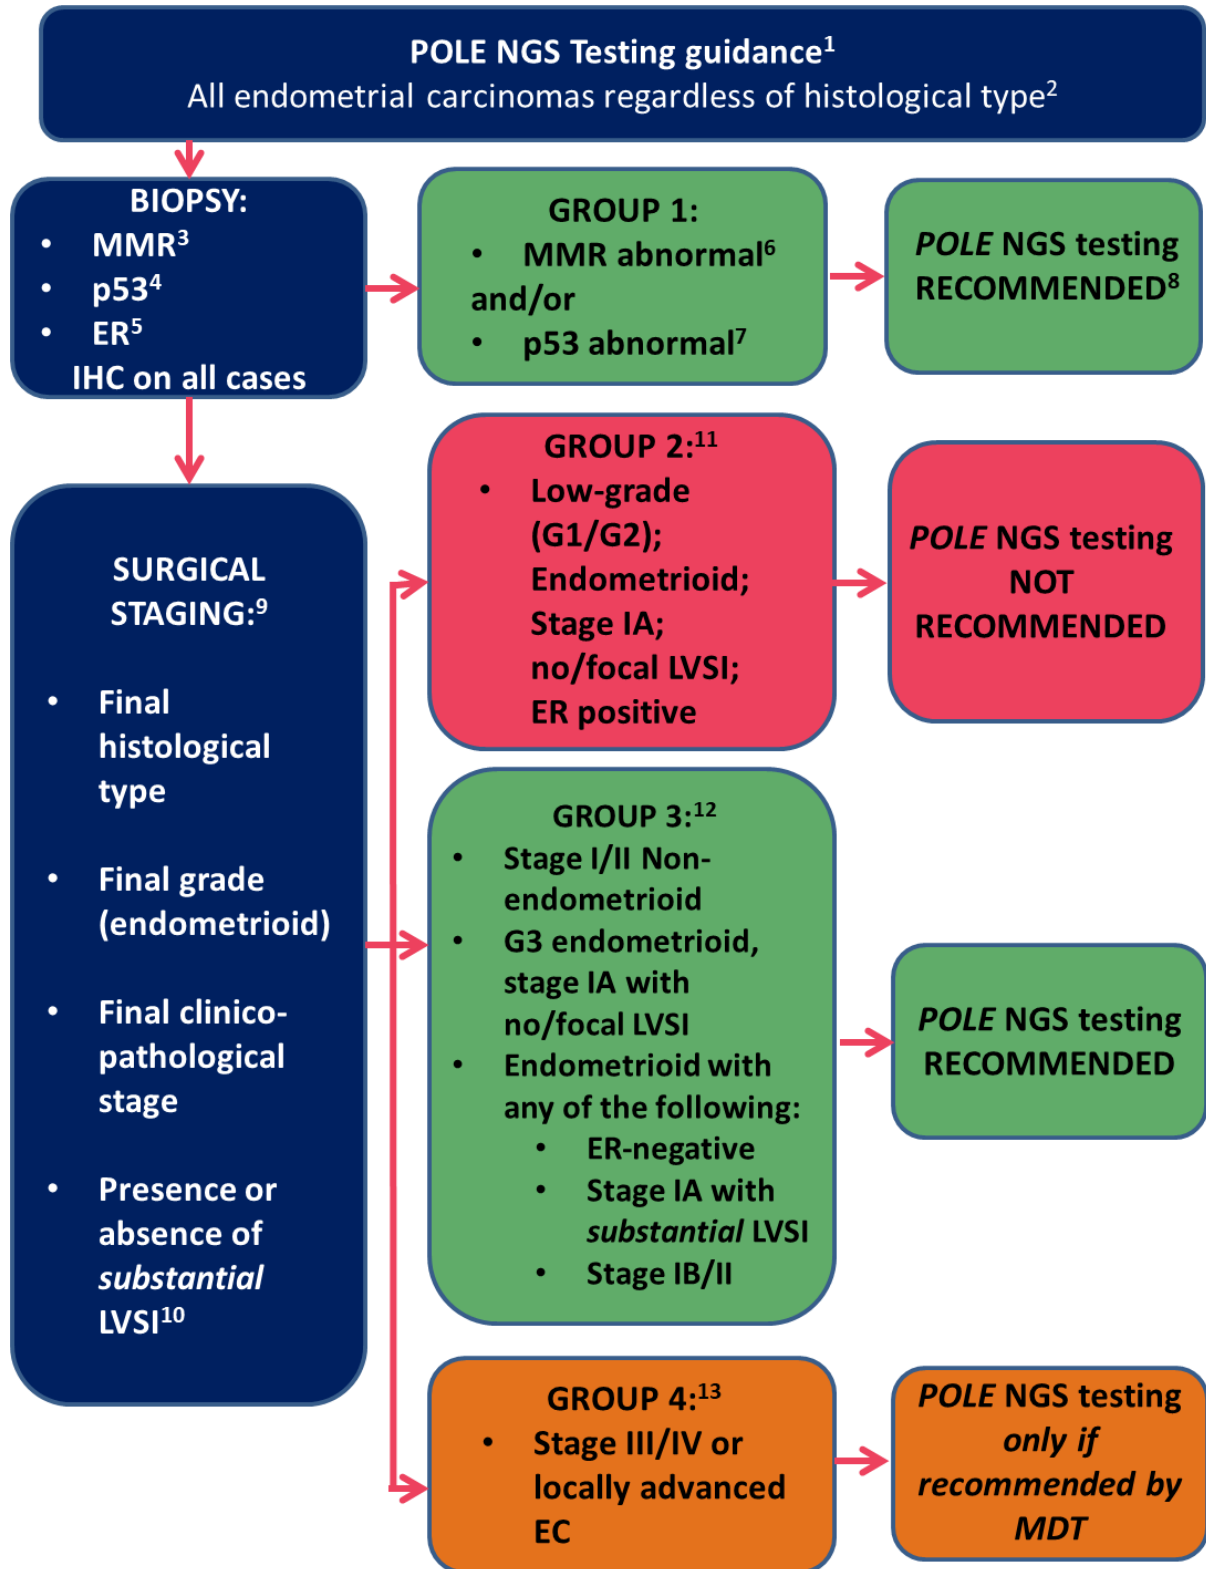 POLE NGS Testing guidance¹
All endometrial carcinomas regardless of histological type²
BIOPSY:
• MMR³
• p53⁴
• ER⁵
IHC on all cases
GROUP 1:
• MMR abnormal⁶
and/or
• p53 abnormal⁷
POLE NGS testing
RECOMMENDED⁸
SURGICAL
STAGING:⁹
• Final
histological
type
• Final grade
(endometrioid)
• Final clinico-
pathological
stage
• Presence or
absence of
substantial
LVSI¹⁰
GROUP 2:¹¹
• Low-grade
(G1/G2);
Endometrioid;
Stage IA;
no/focal LVSI;
ER positive
POLE NGS testing
NOT
RECOMMENDED
GROUP 3:¹²
• Stage I/II Non-
endometrioid
• G3 endometrioid,
stage IA with
no/focal LVSI
• Endometrioid with
any of the following:
• ER-negative
• Stage IA with
substantial LVSI
• Stage IB/II
POLE NGS testing
RECOMMENDED
GROUP 4:¹³
• Stage III/IV or
locally advanced
EC
POLE NGS testing
only if
recommended by
MDT